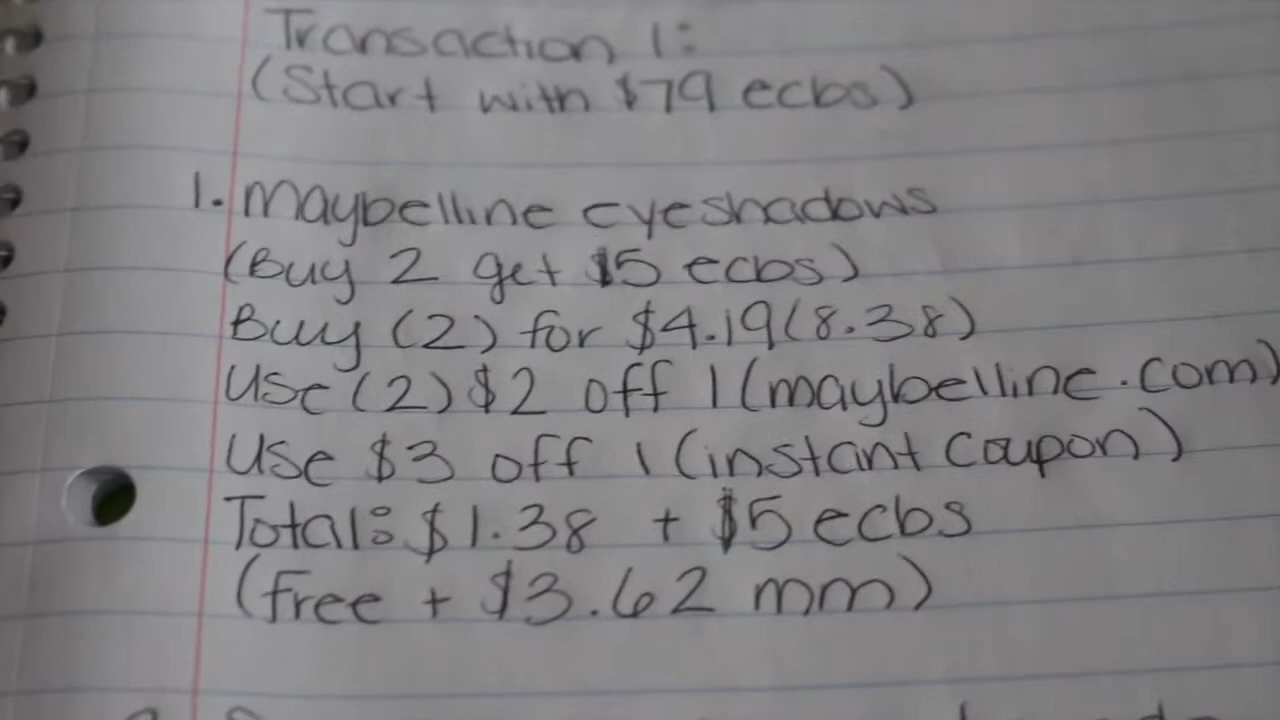 Transaction 1:
(Start with $79 ecbs)
1. Maybelline eyeshadows
(Buy 2 get $5 ecbs)
Buy (2) for $4.19 (8.38)
Use (2) $2 off 1 (maybelline.com)
Use $3 off 1 (instant coupon)
Total: $1.38 + $5 ecbs
(free + $3.62 mm)